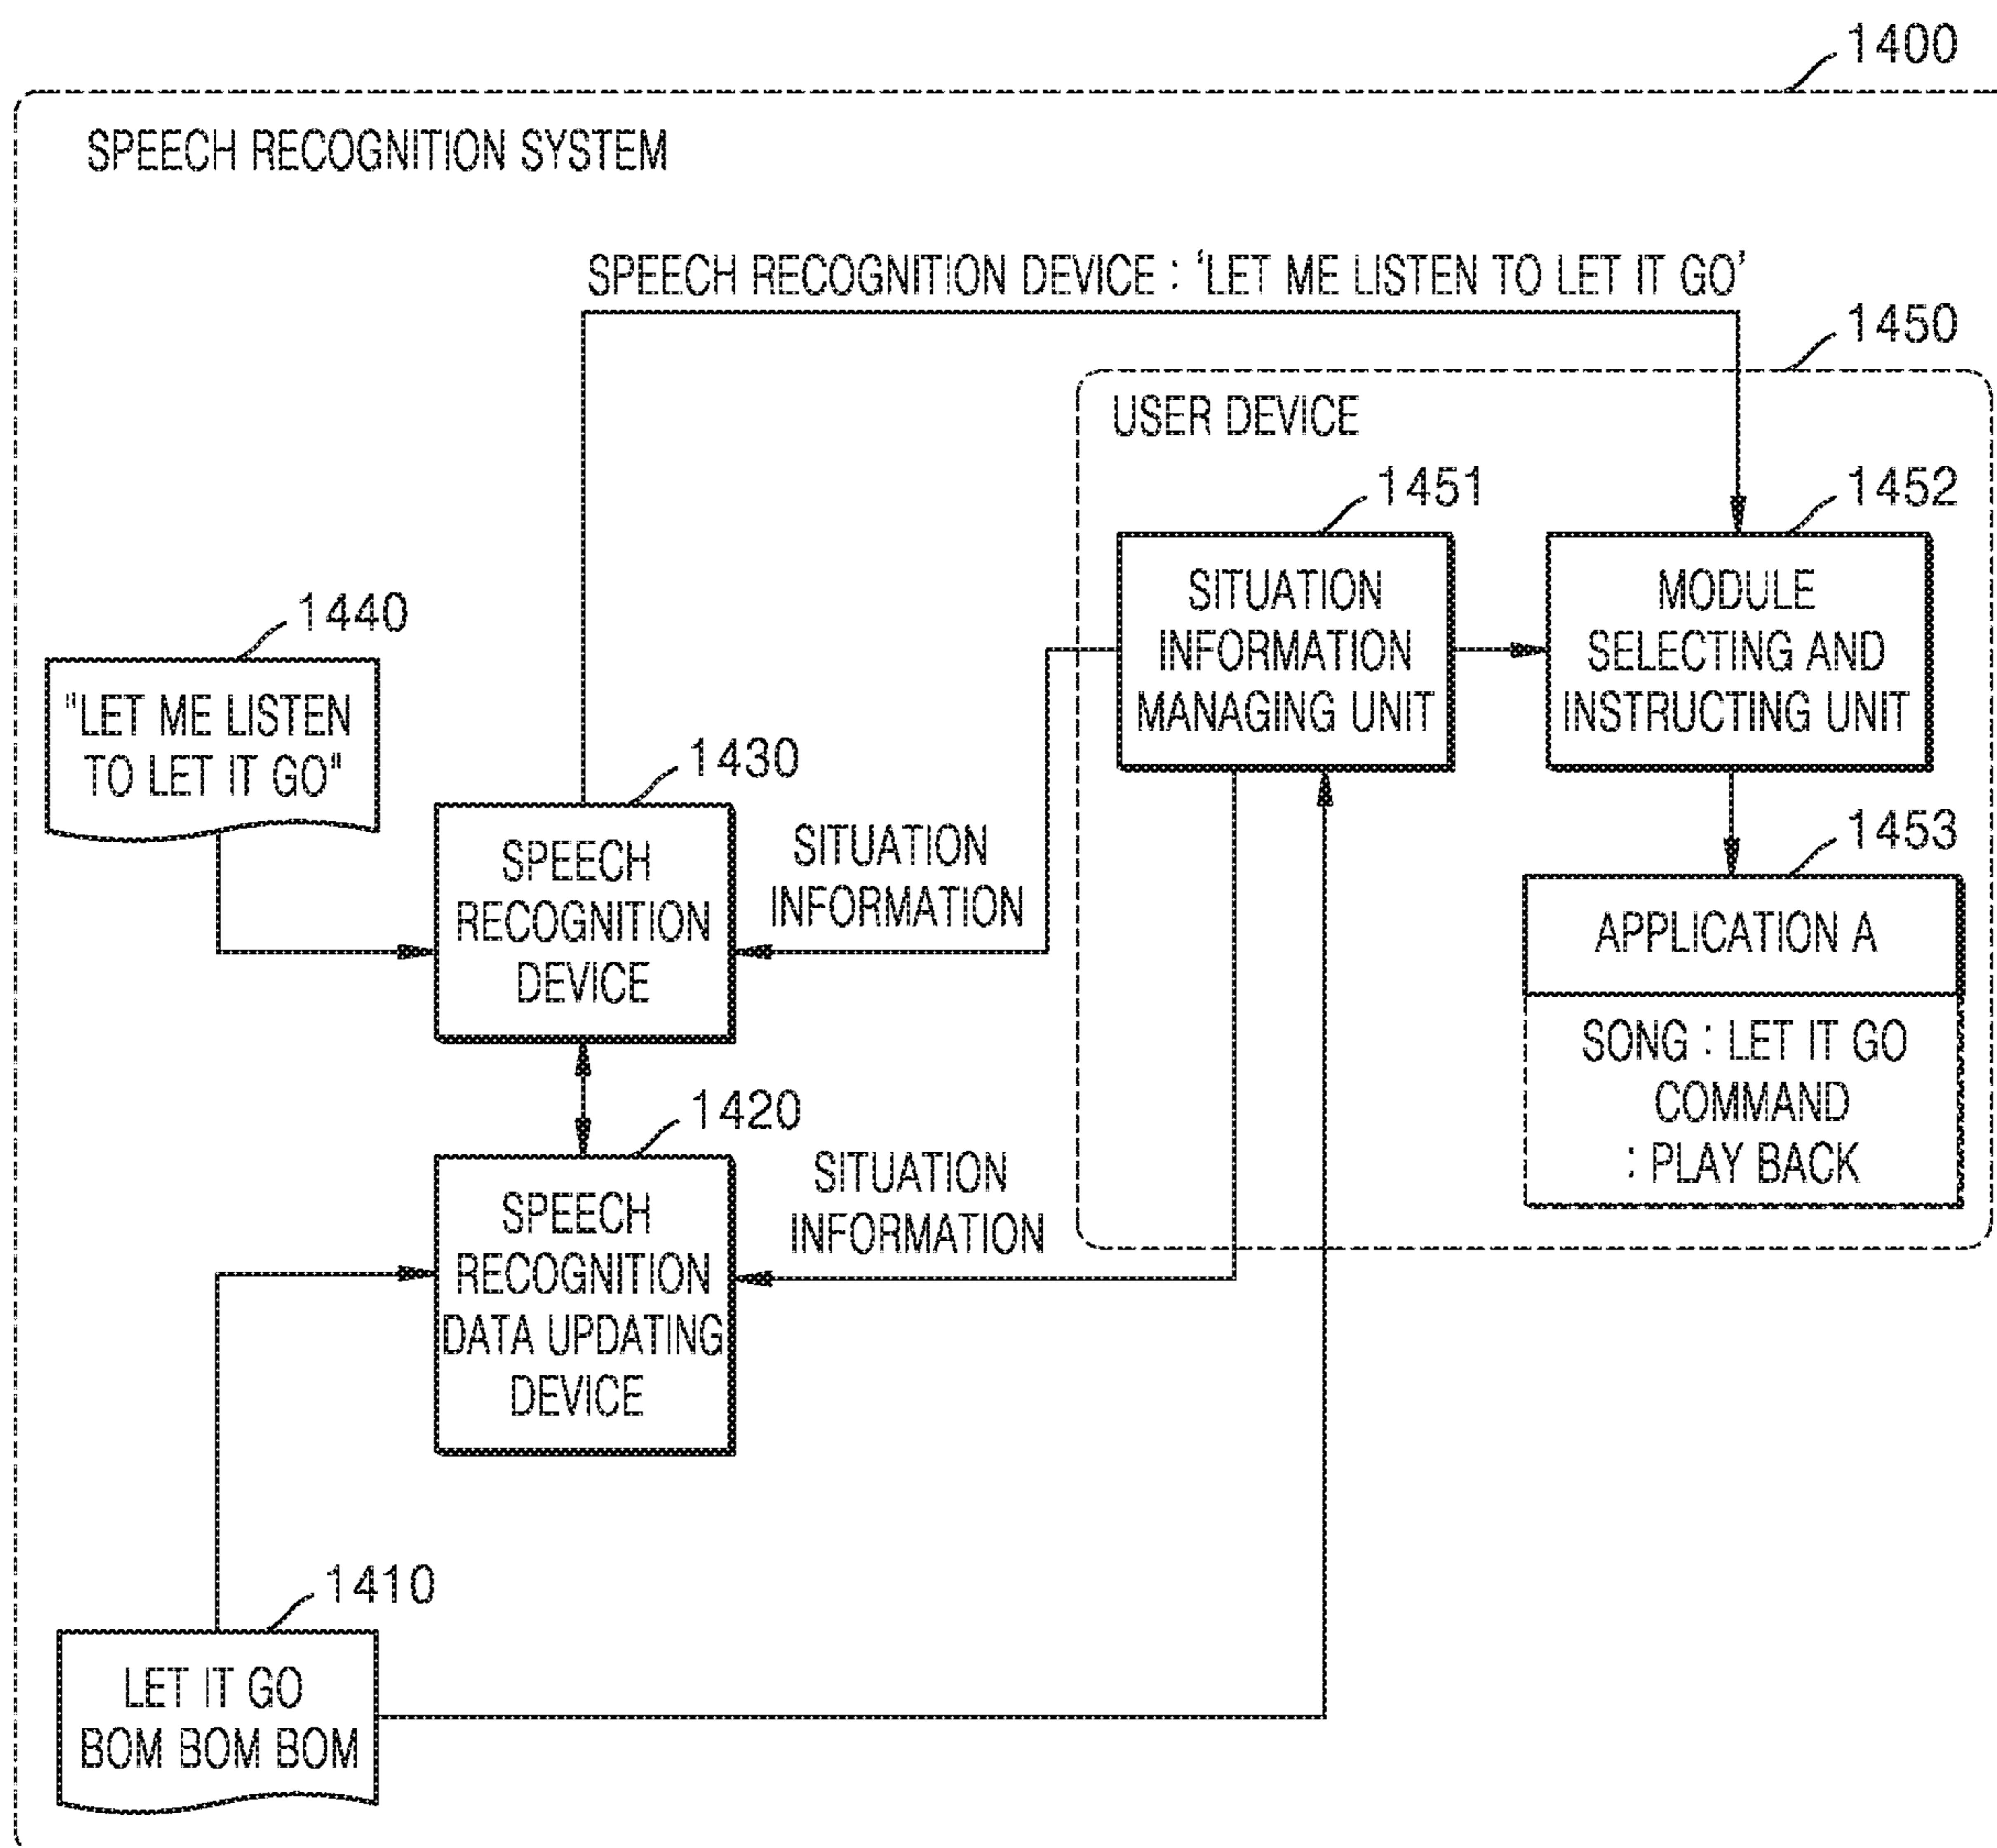 1400
SPEECH RECOGNITION SYSTEM
SPEECH RECOGNITION DEVICE : 'LET ME LISTEN TO LET IT GO'
1450
USER DEVICE
1451
SITUATION
INFORMATION
MANAGING UNIT
1452
MODULE
SELECTING AND
INSTRUCTING UNIT
1440
"LET ME LISTEN
TO LET IT GO"
1430
SPEECH
RECOGNITION
DEVICE
SITUATION
INFORMATION
1453
APPLICATION A
SONG : LET IT GO
COMMAND
: PLAY BACK
1420
SPEECH
RECOGNITION
DATA UPDATING
DEVICE
SITUATION
INFORMATION
1410
LET IT GO
BOM BOM BOM